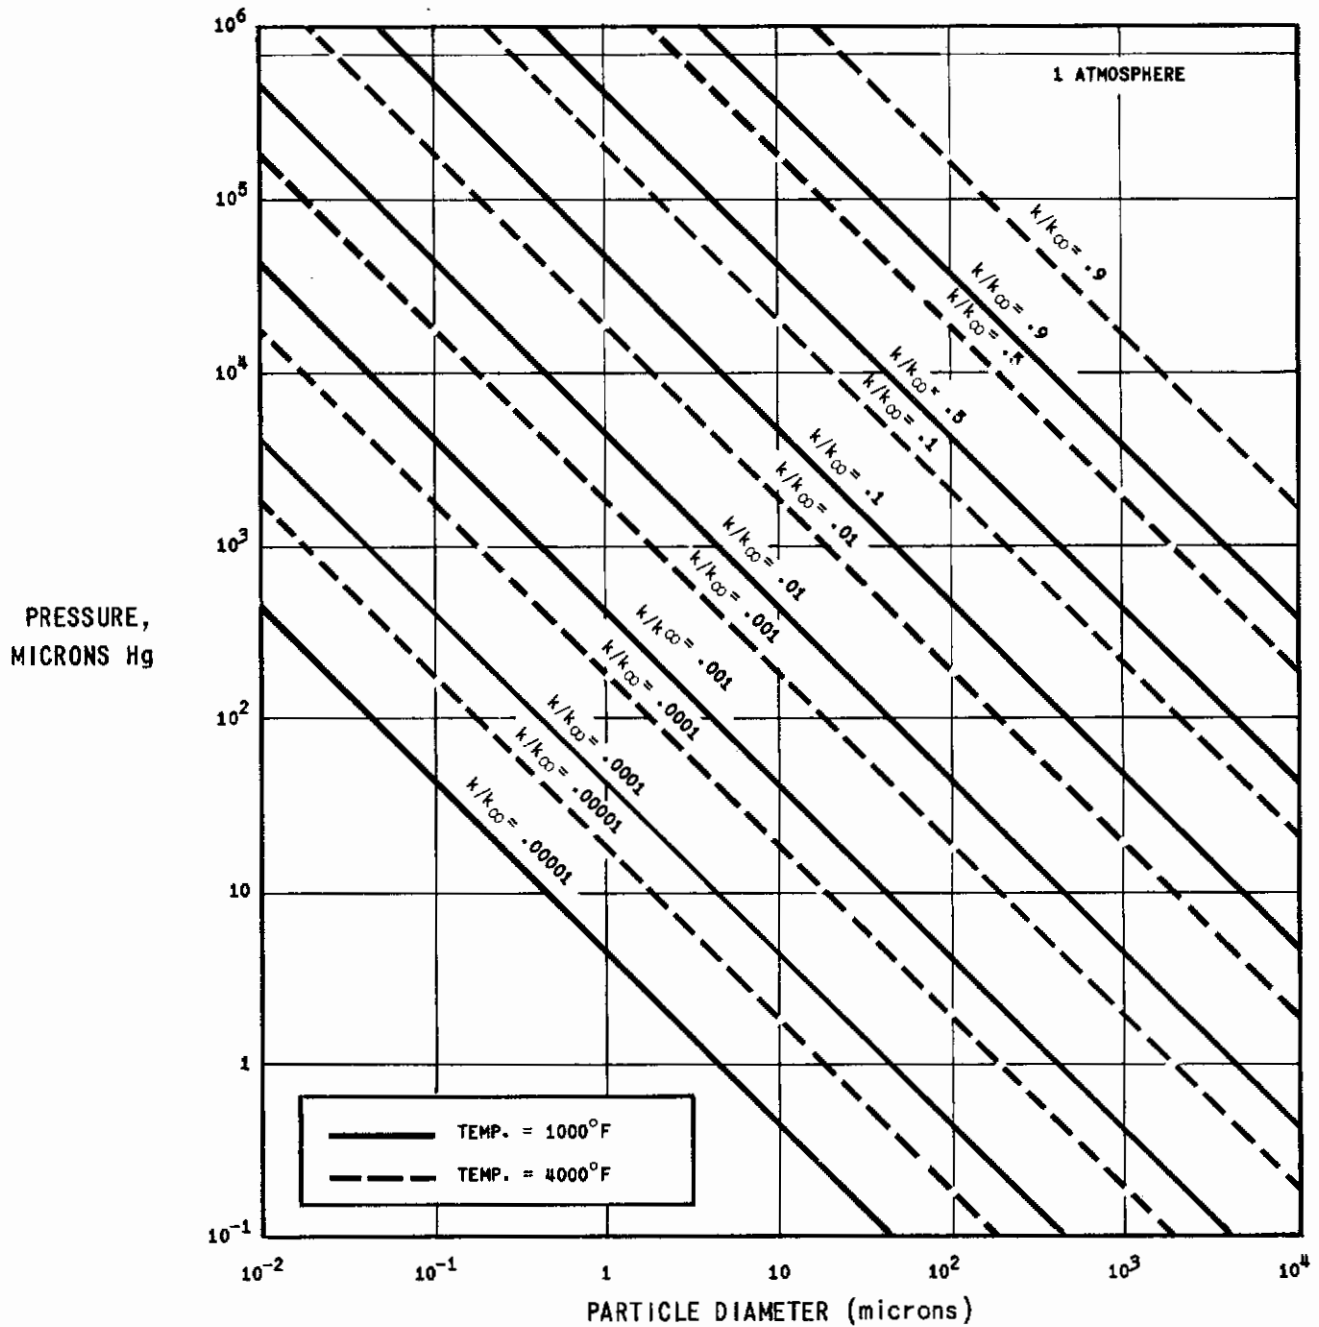 10⁶
1 ATMOSPHERE
10⁵
k/k∞ = .9
k/k∞ = .9
k/k∞ = .5
10⁴
k/k∞ = .5
k/k∞ = .1
k/k∞ = .1
k/k∞ = .01
10³
k/k∞ = .01
k/k∞ = .001
PRESSURE,
MICRONS Hg
k/k∞ = .001
k/k∞ = .0001
10²
k/k∞ = .0001
k/k∞ = .00001
k/k∞ = .00001
10
1
TEMP. = 1000°F
TEMP. = 4000°F
10⁻¹
10⁻² 10⁻¹ 1 10 10² 10³ 10⁴
PARTICLE DIAMETER (microns)